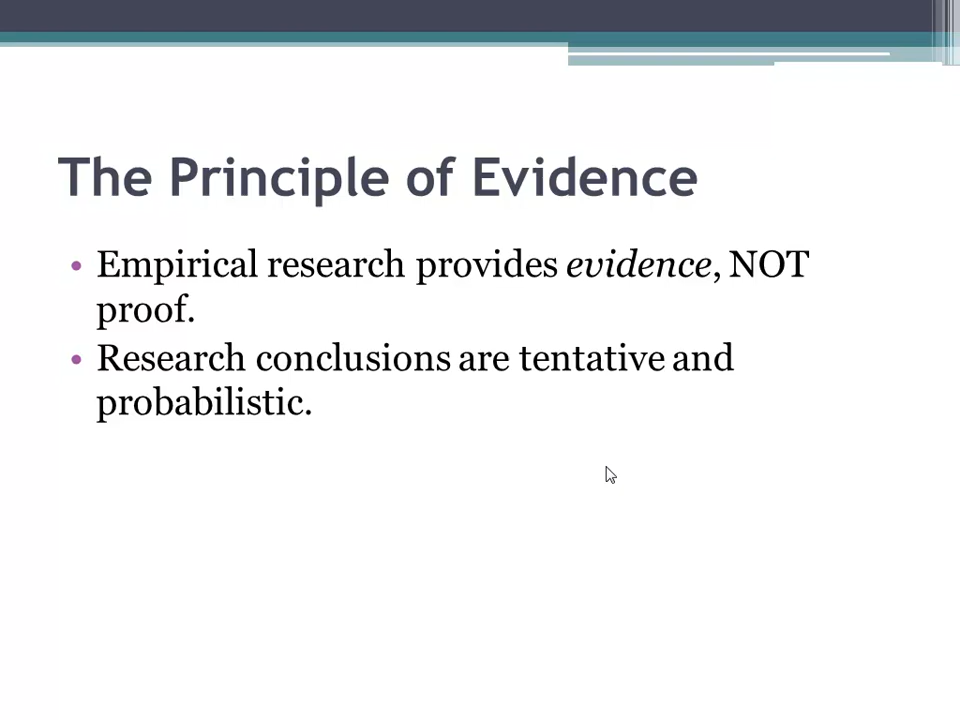 The Principle of Evidence
• Empirical research provides evidence, NOT
proof.
• Research conclusions are tentative and
probabilistic.